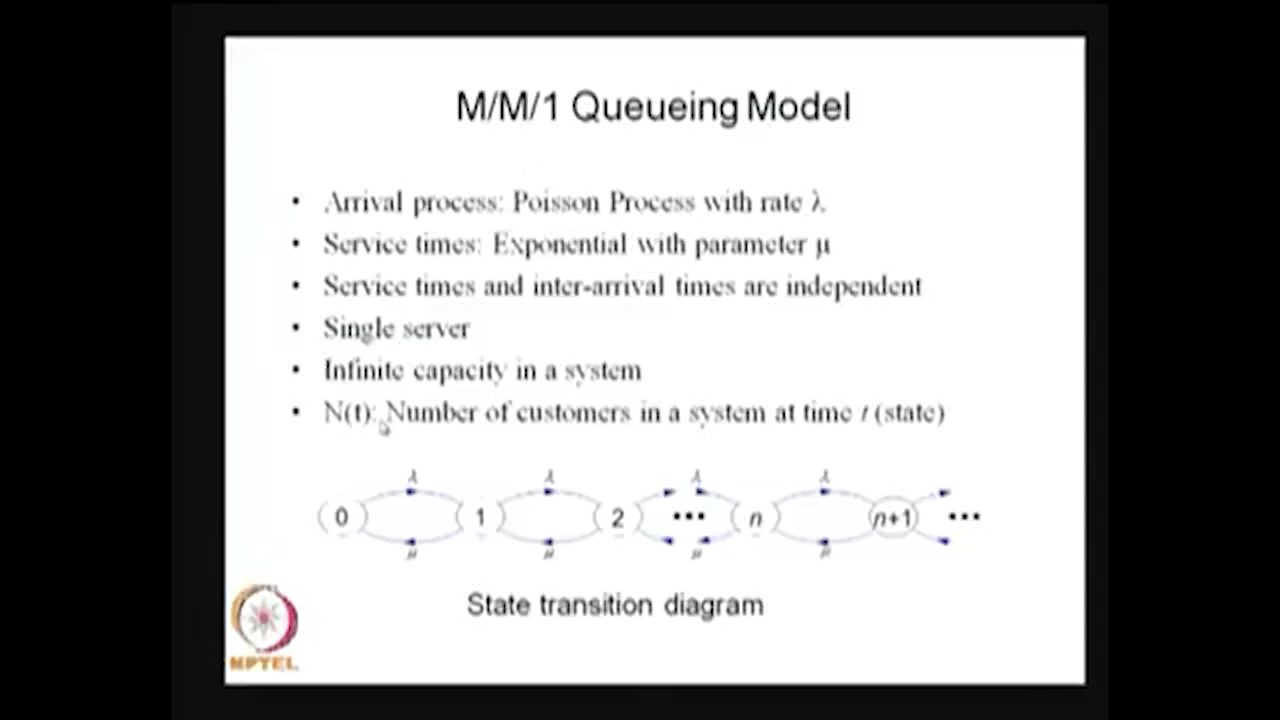 M/M/1 Queueing Model
• Arrival process: Poisson Process with rate λ
• Service times: Exponential with parameter μ
• Service times and inter-arrival times are independent
• Single server
• Infinite capacity in a system
• N(t): Number of customers in a system at time t (state)
λ λ λ λ
0 1 2 ••• n n+1 •••
μ μ μ μ
State transition diagram
NPTEL